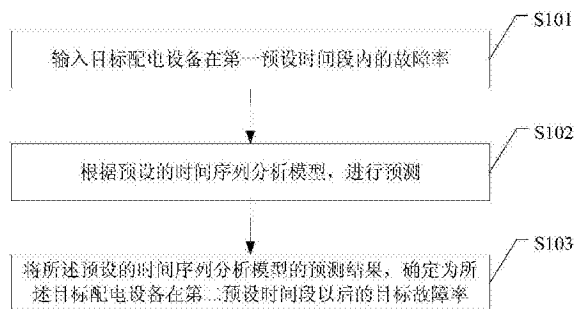 S101
输入目标配电设备在第一预设时间段内的故障率
S102
根据预设的时间序列分析模型，进行预测
S103
将所述预设的时间序列分析模型的预测结果，确定为所
述目标配电设备在第二预设时间段以后的目标故障率